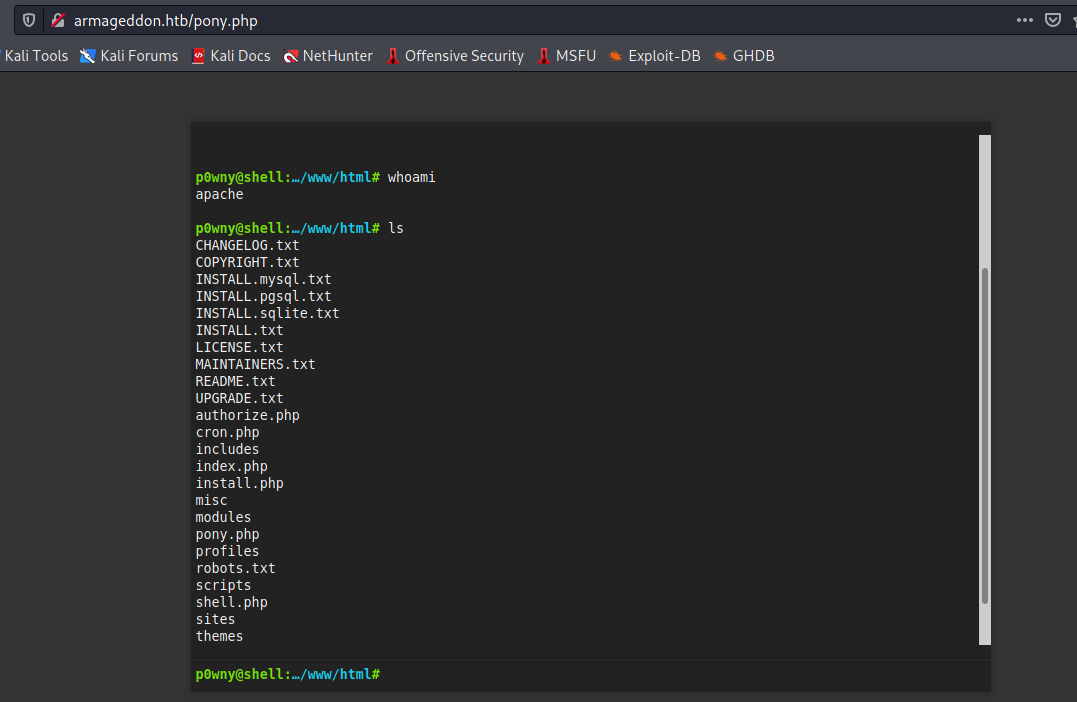 armageddon.htb/pony.php
Kali Tools Kali Forums Kali Docs NetHunter Offensive Security MSFU Exploit-DB GHDB
p0wny@shell:…/www/html# whoami
apache
p0wny@shell:…/www/html# ls
CHANGELOG.txt
COPYRIGHT.txt
INSTALL.mysql.txt
INSTALL.pgsql.txt
INSTALL.sqlite.txt
INSTALL.txt
LICENSE.txt
MAINTAINERS.txt
README.txt
UPGRADE.txt
authorize.php
cron.php
includes
index.php
install.php
misc
modules
pony.php
profiles
robots.txt
scripts
shell.php
sites
themes
p0wny@shell:…/www/html#